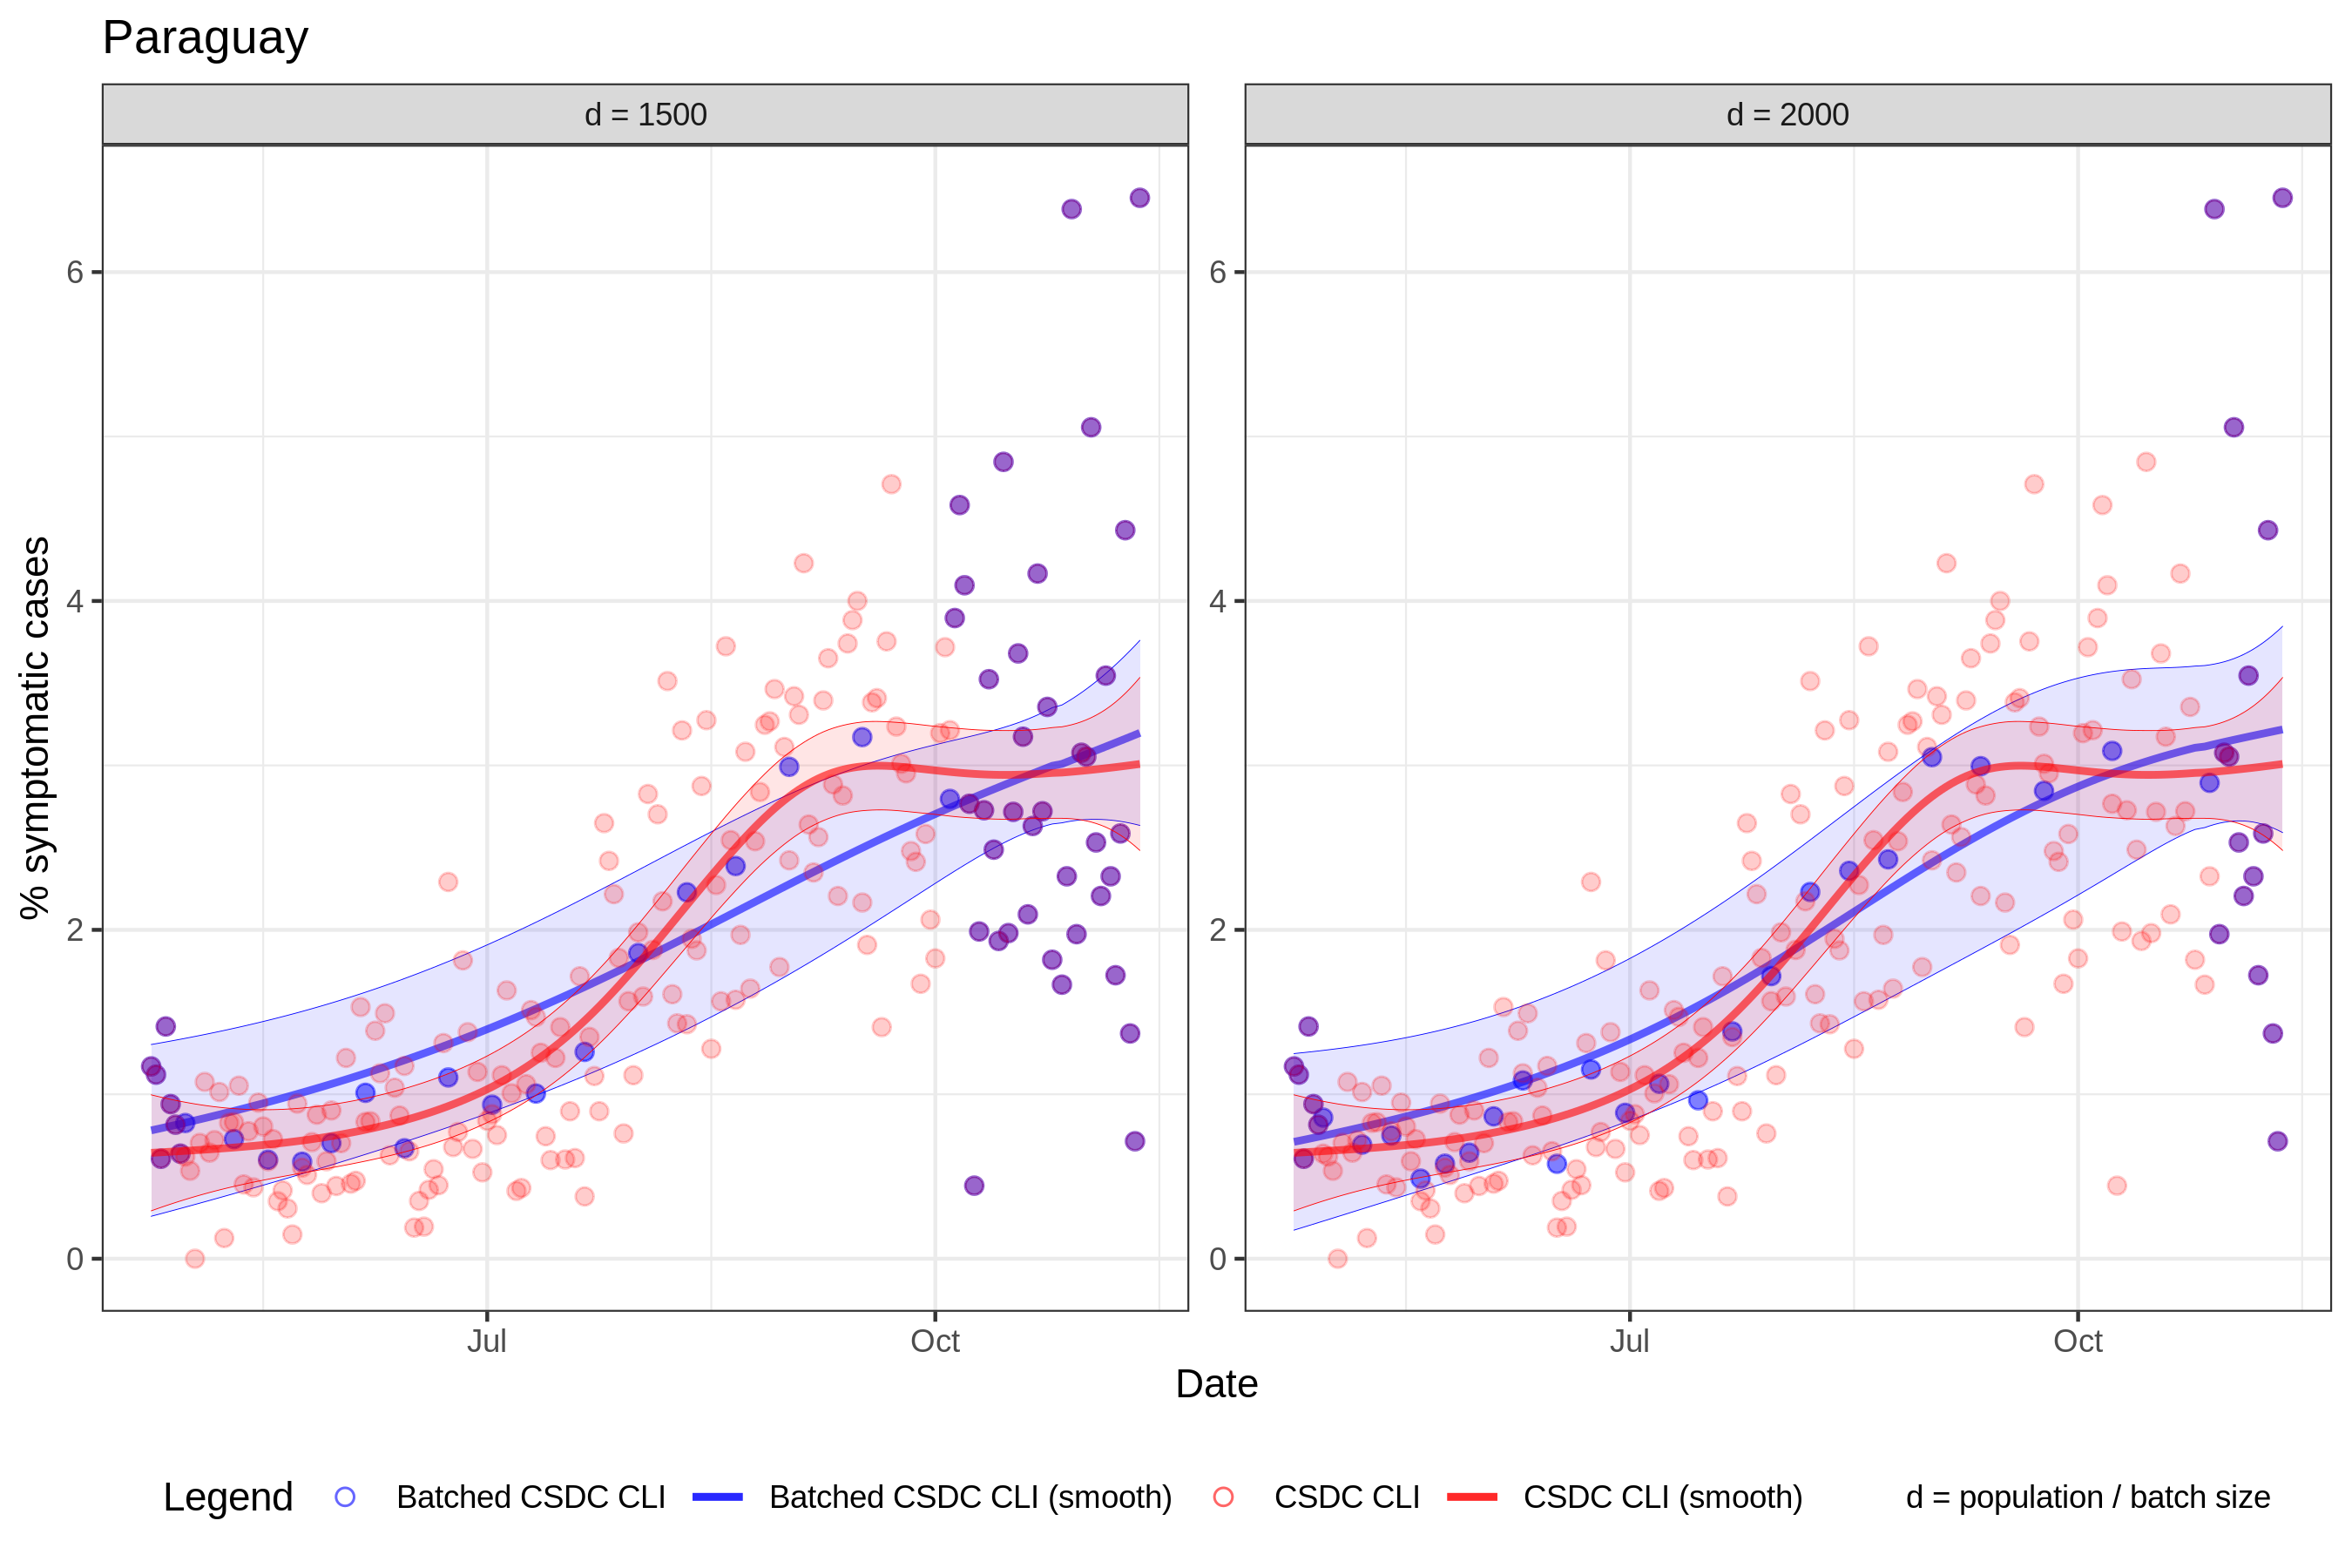 Paraguay
d = 1500
d = 2000
% symptomatic cases
6
4
2
0
6
4
2
0
Jul
Oct
Jul
Oct
Date
Legend
Batched CSDC CLI
Batched CSDC CLI (smooth)
CSDC CLI
CSDC CLI (smooth)
d = population / batch size